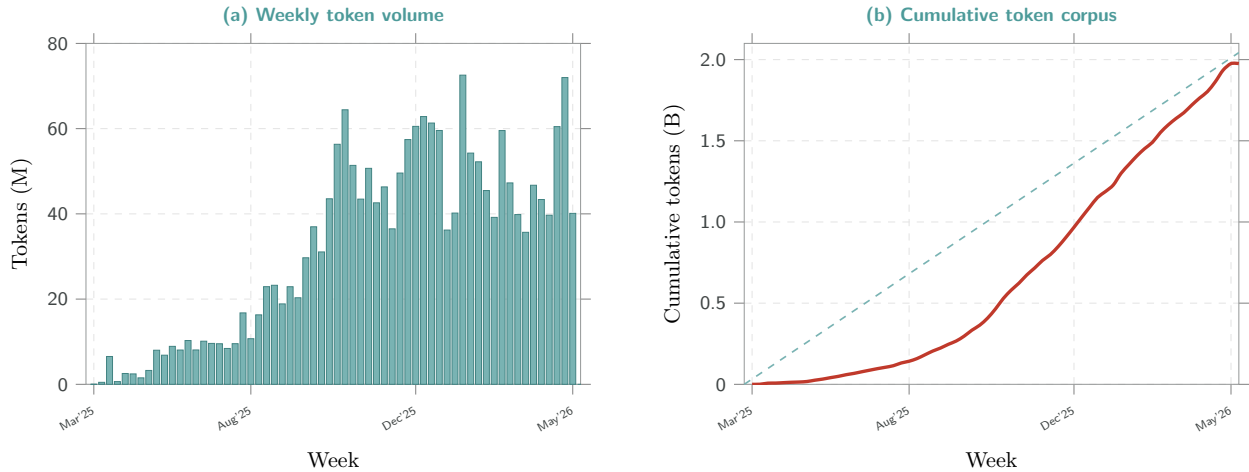 (a) Weekly token volume
80
60
40
20
0
Tokens (M)
Mar'25
Aug'25
Dec'25
May'26
Week
(b) Cumulative token corpus
2.0
1.5
1.0
0.5
0
Cumulative tokens (B)
Mar'25
Aug'25
Dec'25
May'26
Week